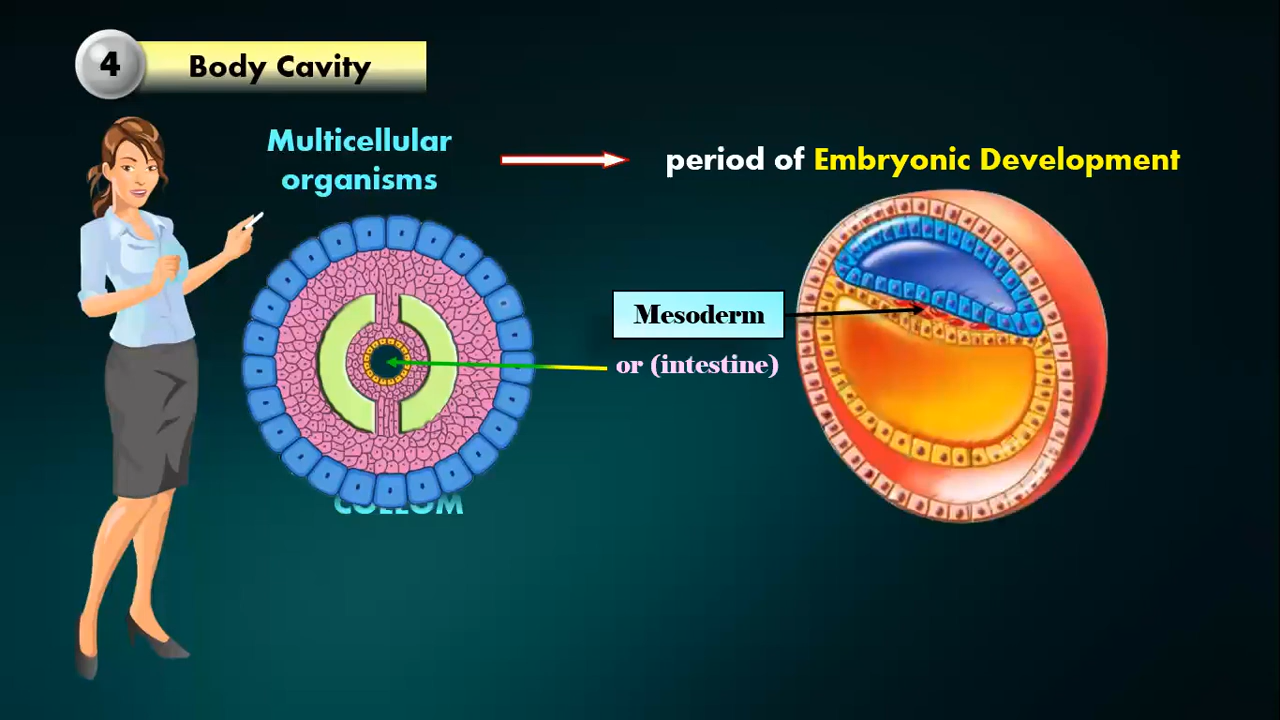 4
Body Cavity
Multicellular
organisms
period of Embryonic Development
Mesoderm
or (intestine)